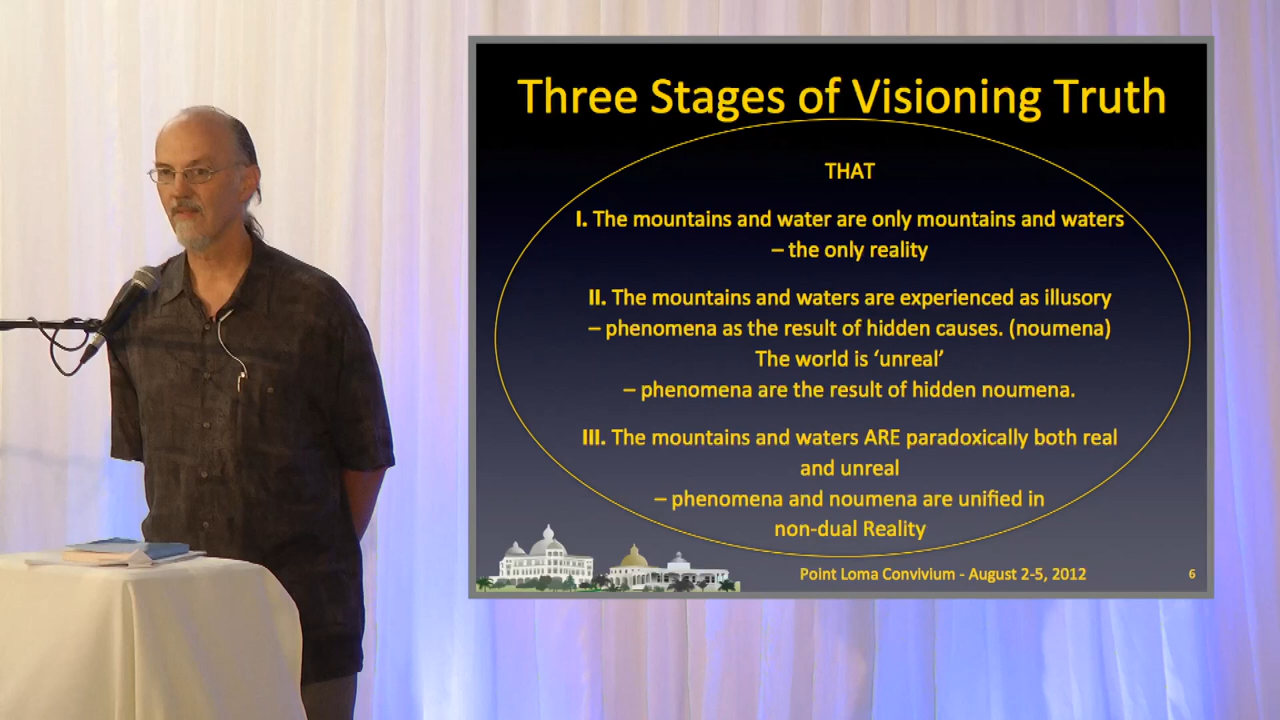 Three Stages of Visioning Truth
THAT
I. The mountains and water are only mountains and waters
– the only reality
II. The mountains and waters are experienced as illusory
– phenomena as the result of hidden causes. (noumena)
The world is ‘unreal’
– phenomena are the result of hidden noumena.
III. The mountains and waters ARE paradoxically both real
and unreal
– phenomena and noumena are unified in
non-dual Reality
Point Loma Convivium - August 2-5, 2012 6